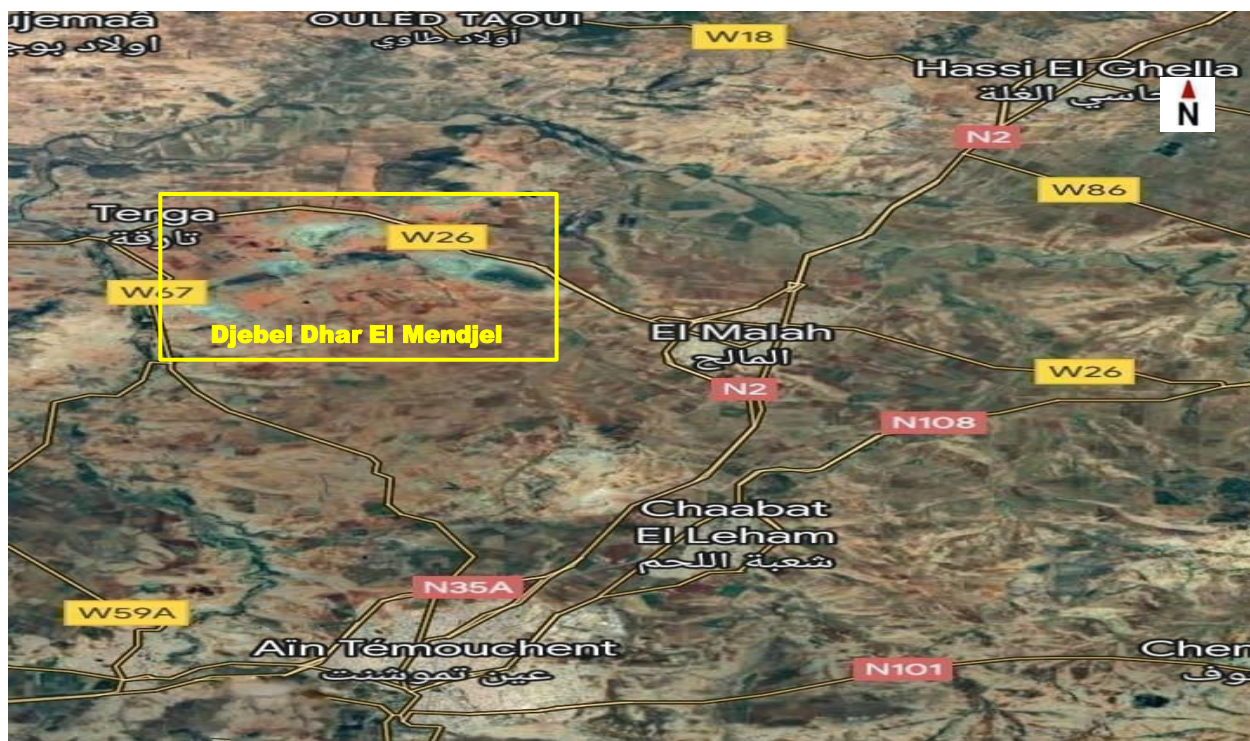 ujemaâ
اولاد بوج
OULED TAOUI
أولاد طاوي
W18
Hassi El Ghella
حاسي الغلة
N
N2
W86
Terga
تارقة
W26
W67
Djebel Dhar El Mendjel
El Malah
المالح
W26
N2
N108
Chaabat
El Leham
شعبة اللحم
N35A
W59A
Aïn Témouchent
عين تموشنت
N101
Chen
وف